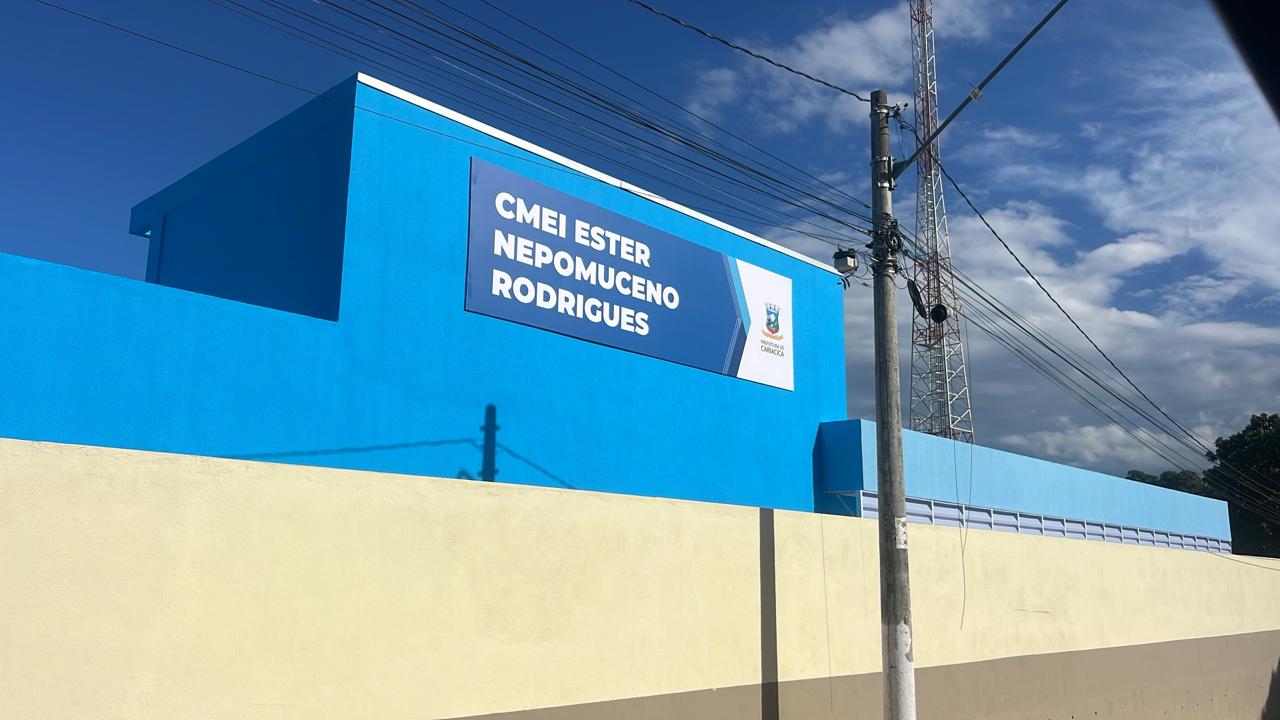 CMEI ESTER
NEPOMUCENO
RODRIGUES
PREFEITURA DE
CARIACICA